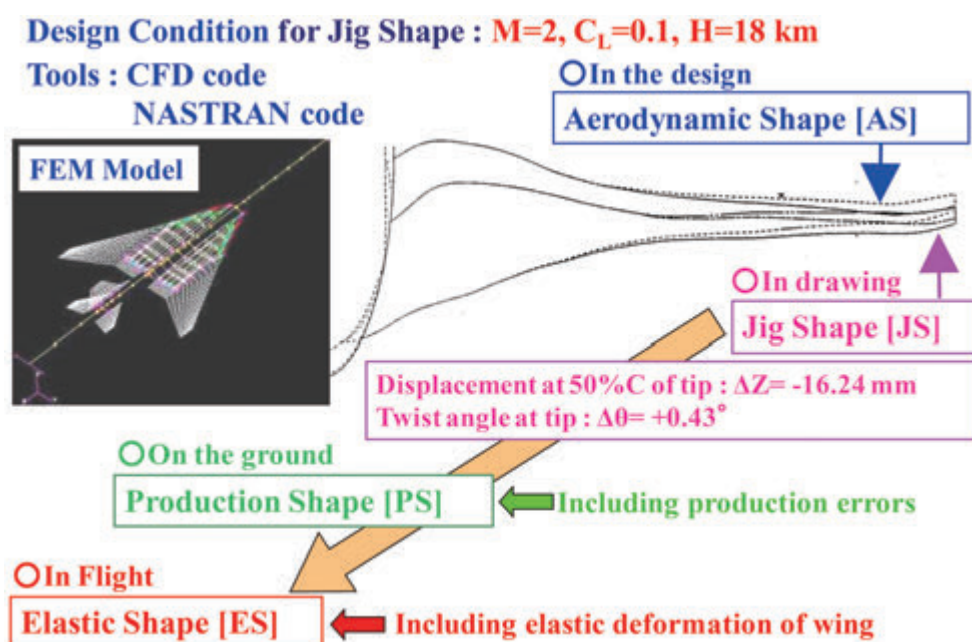 Design Condition for Jig Shape : M=2, CL=0.1, H=18 km
Tools : CFD code
NASTRAN code
FEM Model
In the design
Aerodynamic Shape [AS]
In drawing
Jig Shape [JS]
Displacement at 50%C of tip : ΔZ= -16.24 mm
Twist angle at tip : Δθ= +0.43°
On the ground
Production Shape [PS]
Including production errors
In Flight
Elastic Shape [ES]
Including elastic deformation of wing